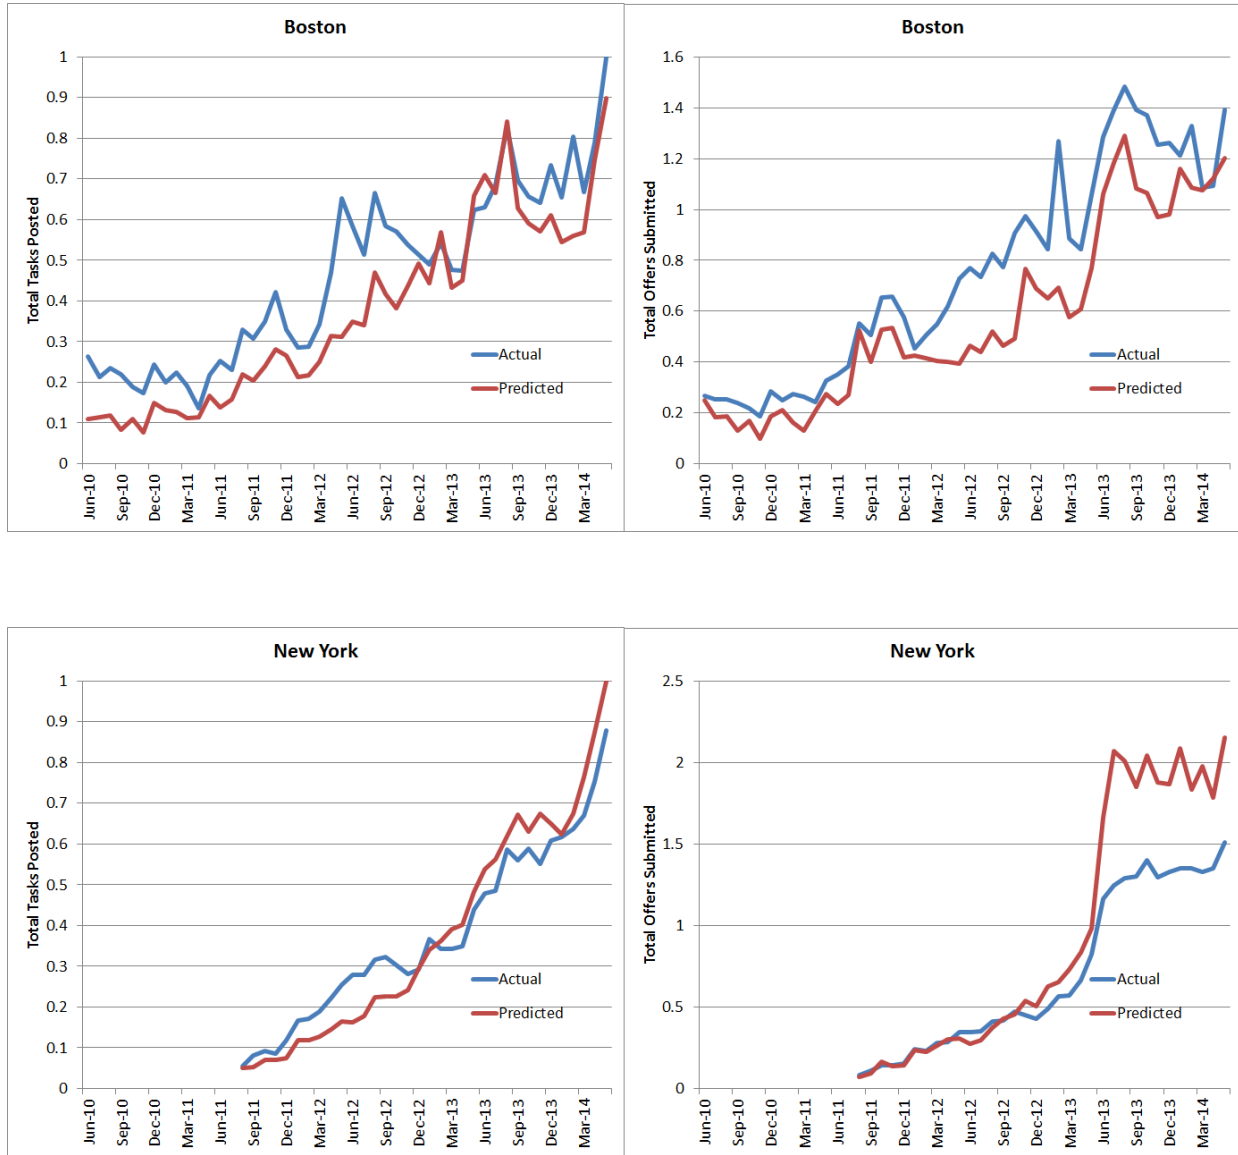 Boston
Total Tasks Posted
1
0.9
0.8
0.7
0.6
0.5
0.4
0.3
0.2
0.1
0
Actual
Predicted
Jun-10
Sep-10
Dec-10
Mar-11
Jun-11
Sep-11
Dec-11
Mar-12
Jun-12
Sep-12
Dec-12
Mar-13
Jun-13
Sep-13
Dec-13
Mar-14
Boston
Total Offers Submitted
1.6
1.4
1.2
1
0.8
0.6
0.4
0.2
0
Actual
Predicted
Jun-10
Sep-10
Dec-10
Mar-11
Jun-11
Sep-11
Dec-11
Mar-12
Jun-12
Sep-12
Dec-12
Mar-13
Jun-13
Sep-13
Dec-13
Mar-14
New York
Total Tasks Posted
1
0.9
0.8
0.7
0.6
0.5
0.4
0.3
0.2
0.1
0
Actual
Predicted
Jun-10
Sep-10
Dec-10
Mar-11
Jun-11
Sep-11
Dec-11
Mar-12
Jun-12
Sep-12
Dec-12
Mar-13
Jun-13
Sep-13
Dec-13
Mar-14
New York
Total Offers Submitted
2.5
2
1.5
1
0.5
0
Actual
Predicted
Jun-10
Sep-10
Dec-10
Mar-11
Jun-11
Sep-11
Dec-11
Mar-12
Jun-12
Sep-12
Dec-12
Mar-13
Jun-13
Sep-13
Dec-13
Mar-14